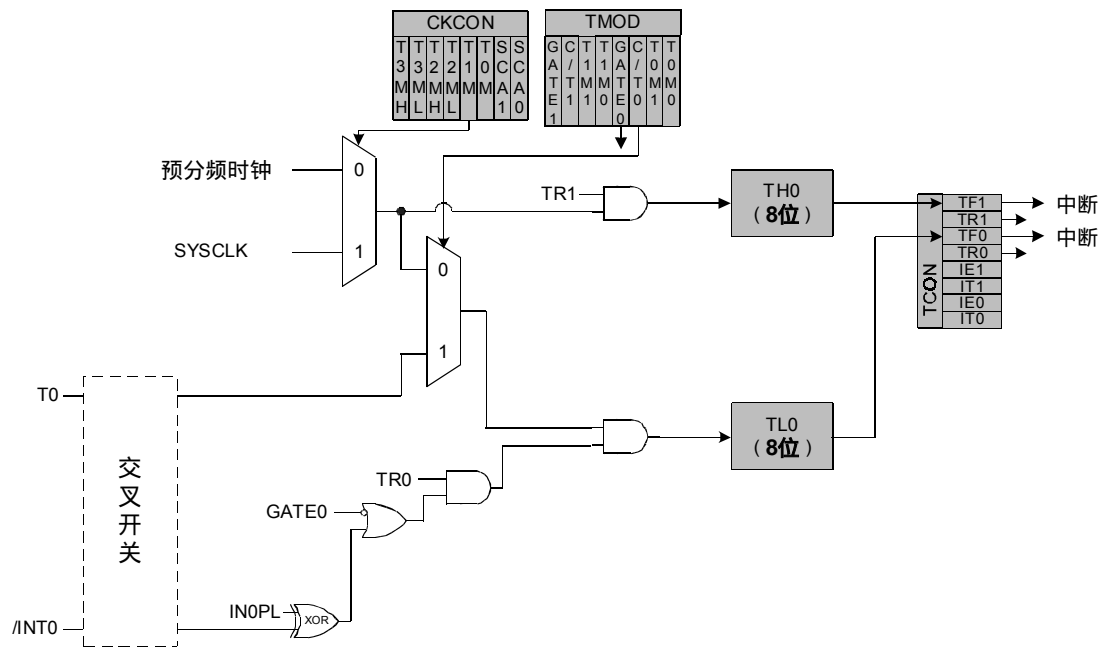 CKCON
T3MH T3ML T2MH T2ML T1M T0M SCA1 SCA0
TMOD
GATE1 C/T1 T1M1 T1M0 GATE0 C/T0 T0M1 T0M0
预分频时钟
0
SYSCLK
1
TR1
TH0
（8位）
0
1
TCON
TF1
TR1
TF0
TR0
IE1
IT1
IE0
IT0
中断
中断
T0
交叉开关
TL0
（8位）
TR0
GATE0
IN0PL
XOR
/INT0